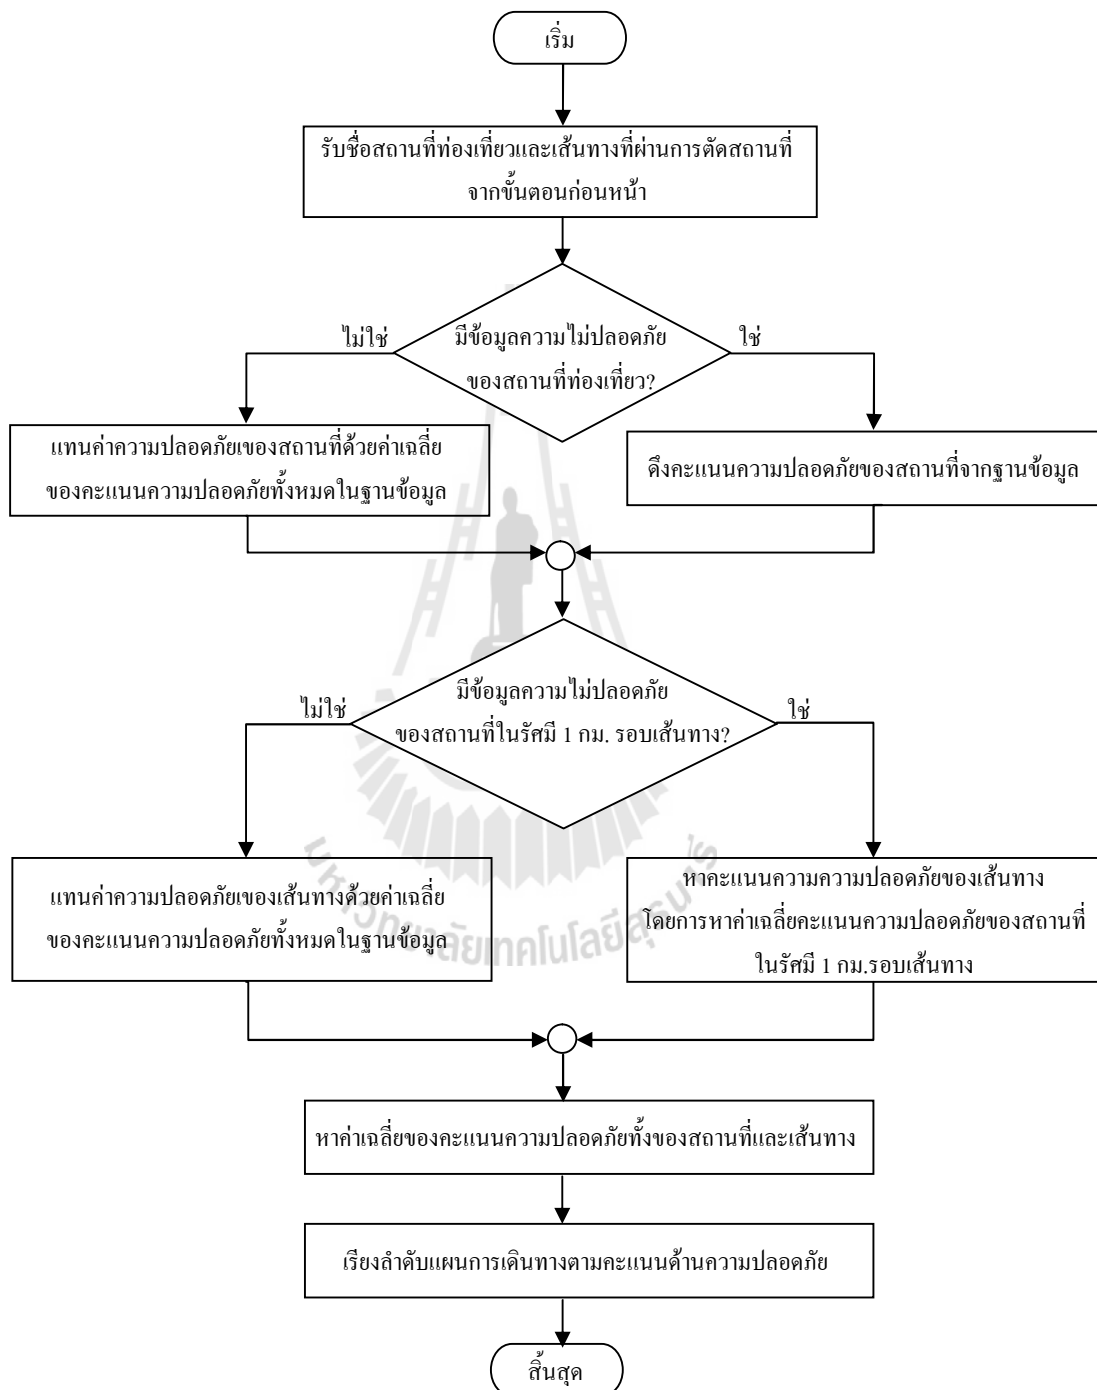 เริ่ม
รับชื่อสถานที่ท่องเที่ยวและเส้นทางที่ผ่านการตัดสถานที่
จากขั้นตอนก่อนหน้า
มีข้อมูลความไม่ปลอดภัย
ของสถานที่ท่องเที่ยว?
ไม่ใช่
ใช่
แทนค่าความปลอดภัยเของสถานที่ด้วยค่าเฉลี่ย
ของคะแนนความปลอดภัยทั้งหมดในฐานข้อมูล
ดึงคะแนนความปลอดภัยของสถานที่จากฐานข้อมูล
มีข้อมูลความไม่ปลอดภัย
ของสถานที่ในรัศมี 1 กม. รอบเส้นทาง?
ไม่ใช่
ใช่
แทนค่าความปลอดภัยเของเส้นทางด้วยค่าเฉลี่ย
ของคะแนนความปลอดภัยทั้งหมดในฐานข้อมูล
หาคะแนนความความปลอดภัยของเส้นทาง
โดยการหาค่าเฉลี่ยคะแนนความปลอดภัยของสถานที่
ในรัศมี 1 กม.รอบเส้นทาง
มหาวิทยาลัยเทคโนโลยีสุรนารี
หาค่าเฉลี่ยของคะแนนความปลอดภัยทั้งของสถานที่และเส้นทาง
เรียงลำดับแผนการเดินทางตามคะแนนด้านความปลอดภัย
สิ้นสุด